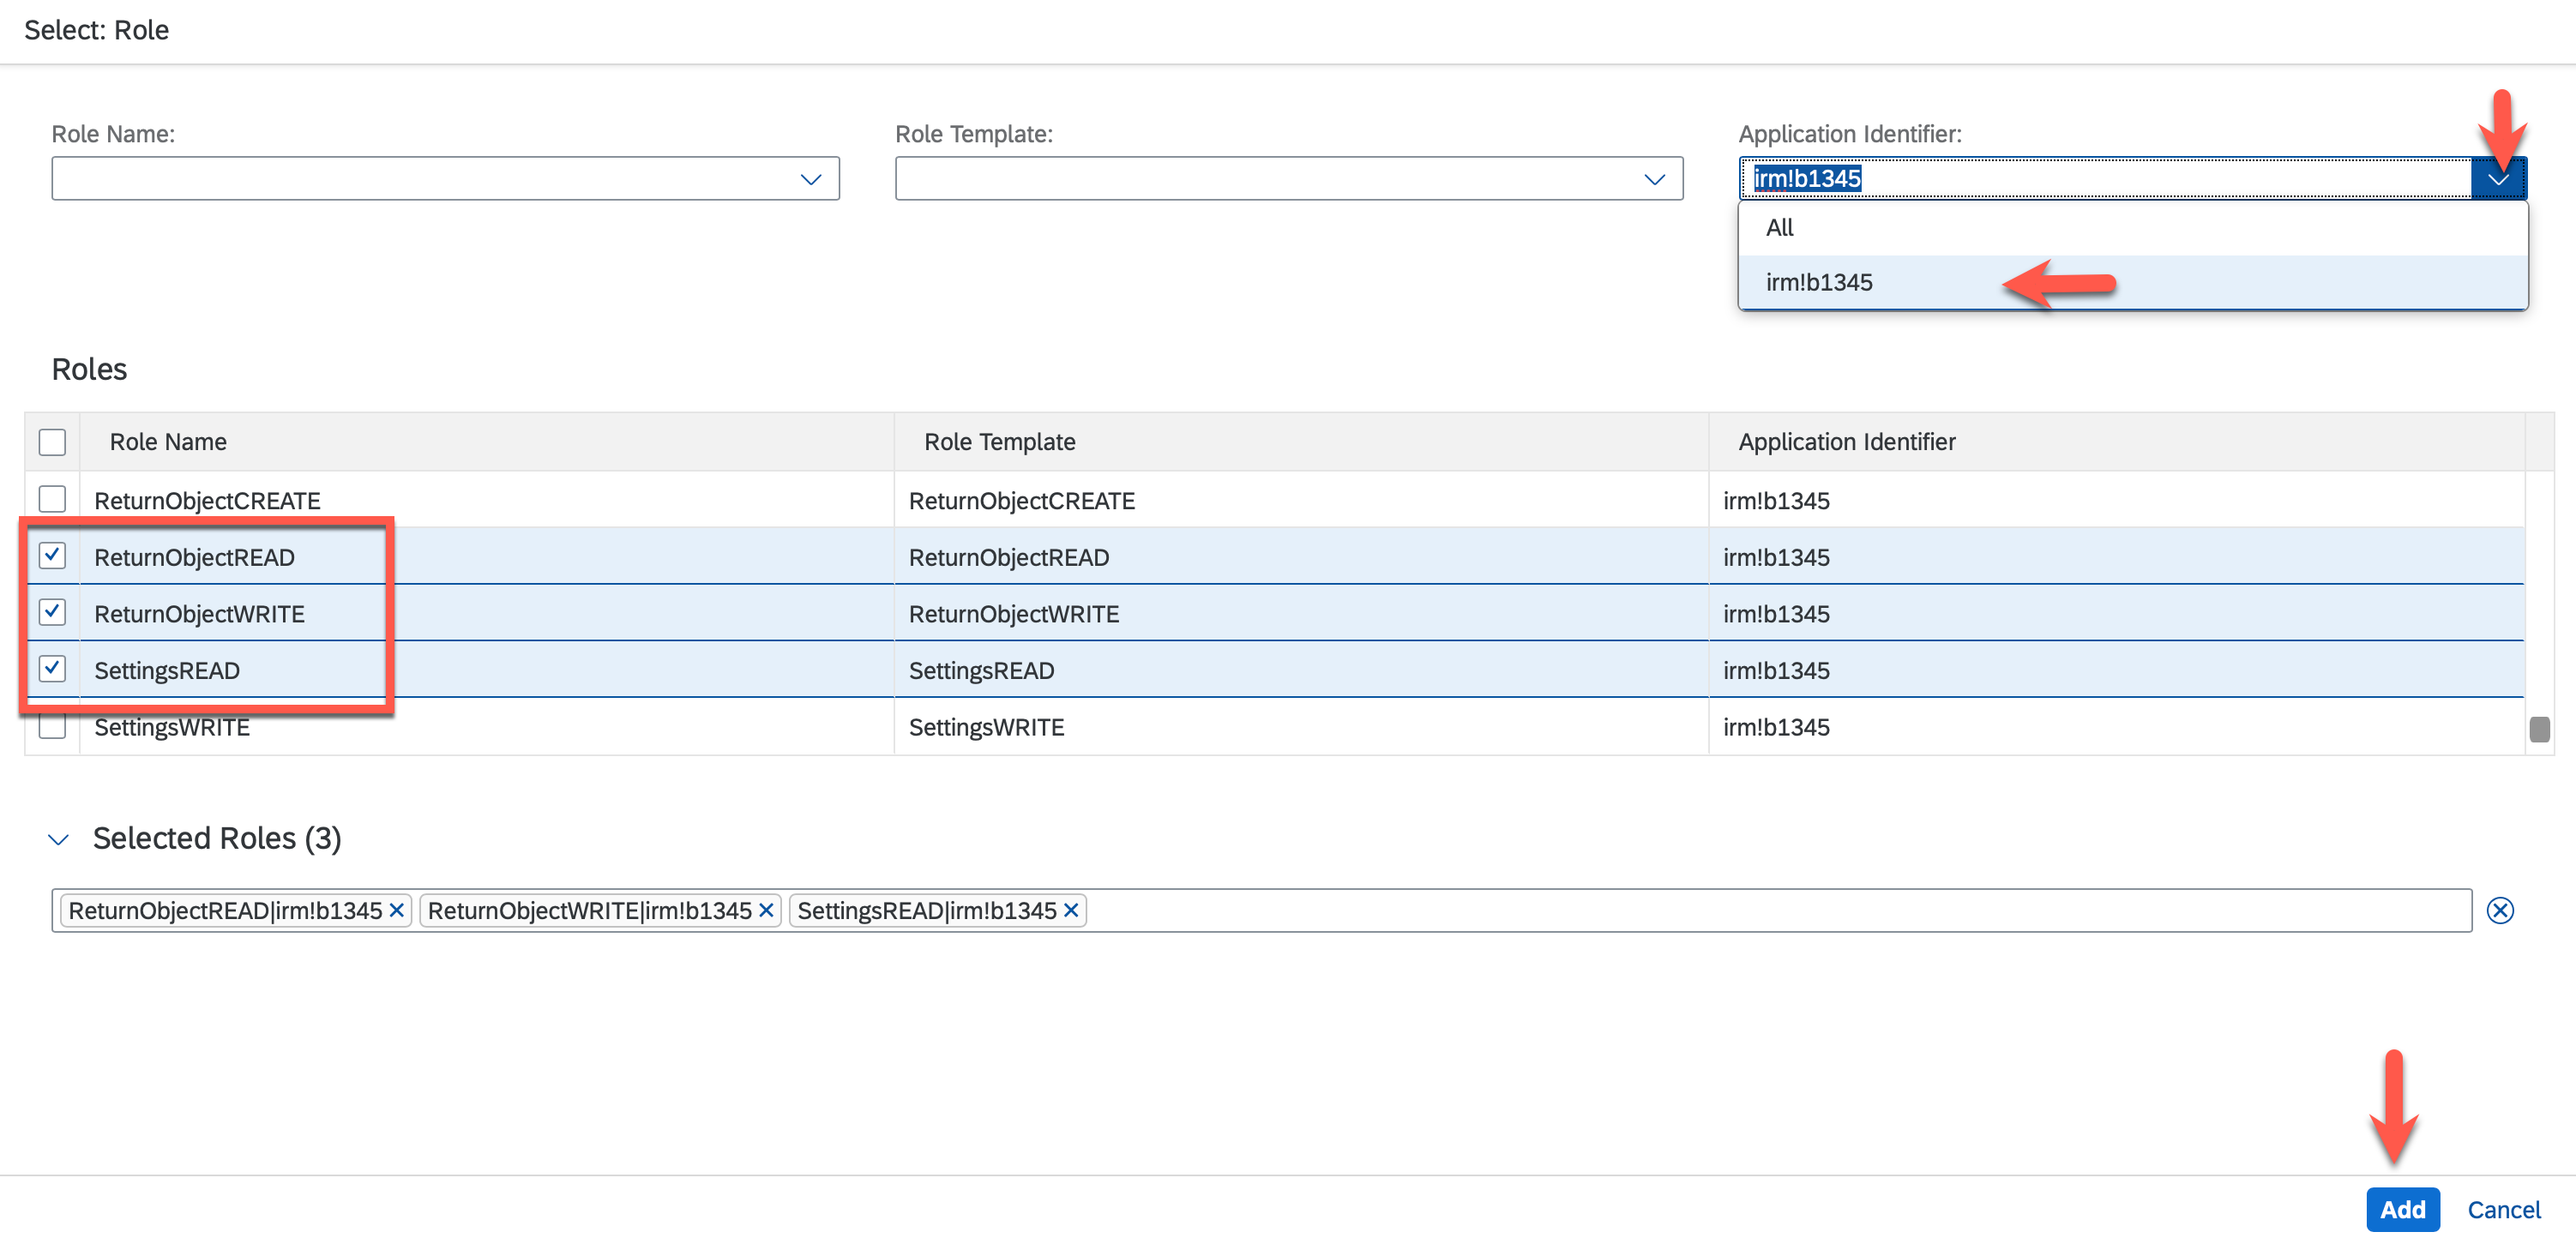 Select: Role
Role Name: Role Template: Application Identifier:
irm!b1345
All
irm!b1345
Roles
Role Name Role Template Application Identifier
ReturnObjectCREATE ReturnObjectCREATE irm!b1345
ReturnObjectREAD ReturnObjectREAD irm!b1345
ReturnObjectWRITE ReturnObjectWRITE irm!b1345
SettingsREAD SettingsREAD irm!b1345
SettingsWRITE SettingsWRITE irm!b1345
Selected Roles (3)
ReturnObjectREAD|irm!b1345 ReturnObjectWRITE|irm!b1345 SettingsREAD|irm!b1345
Add Cancel